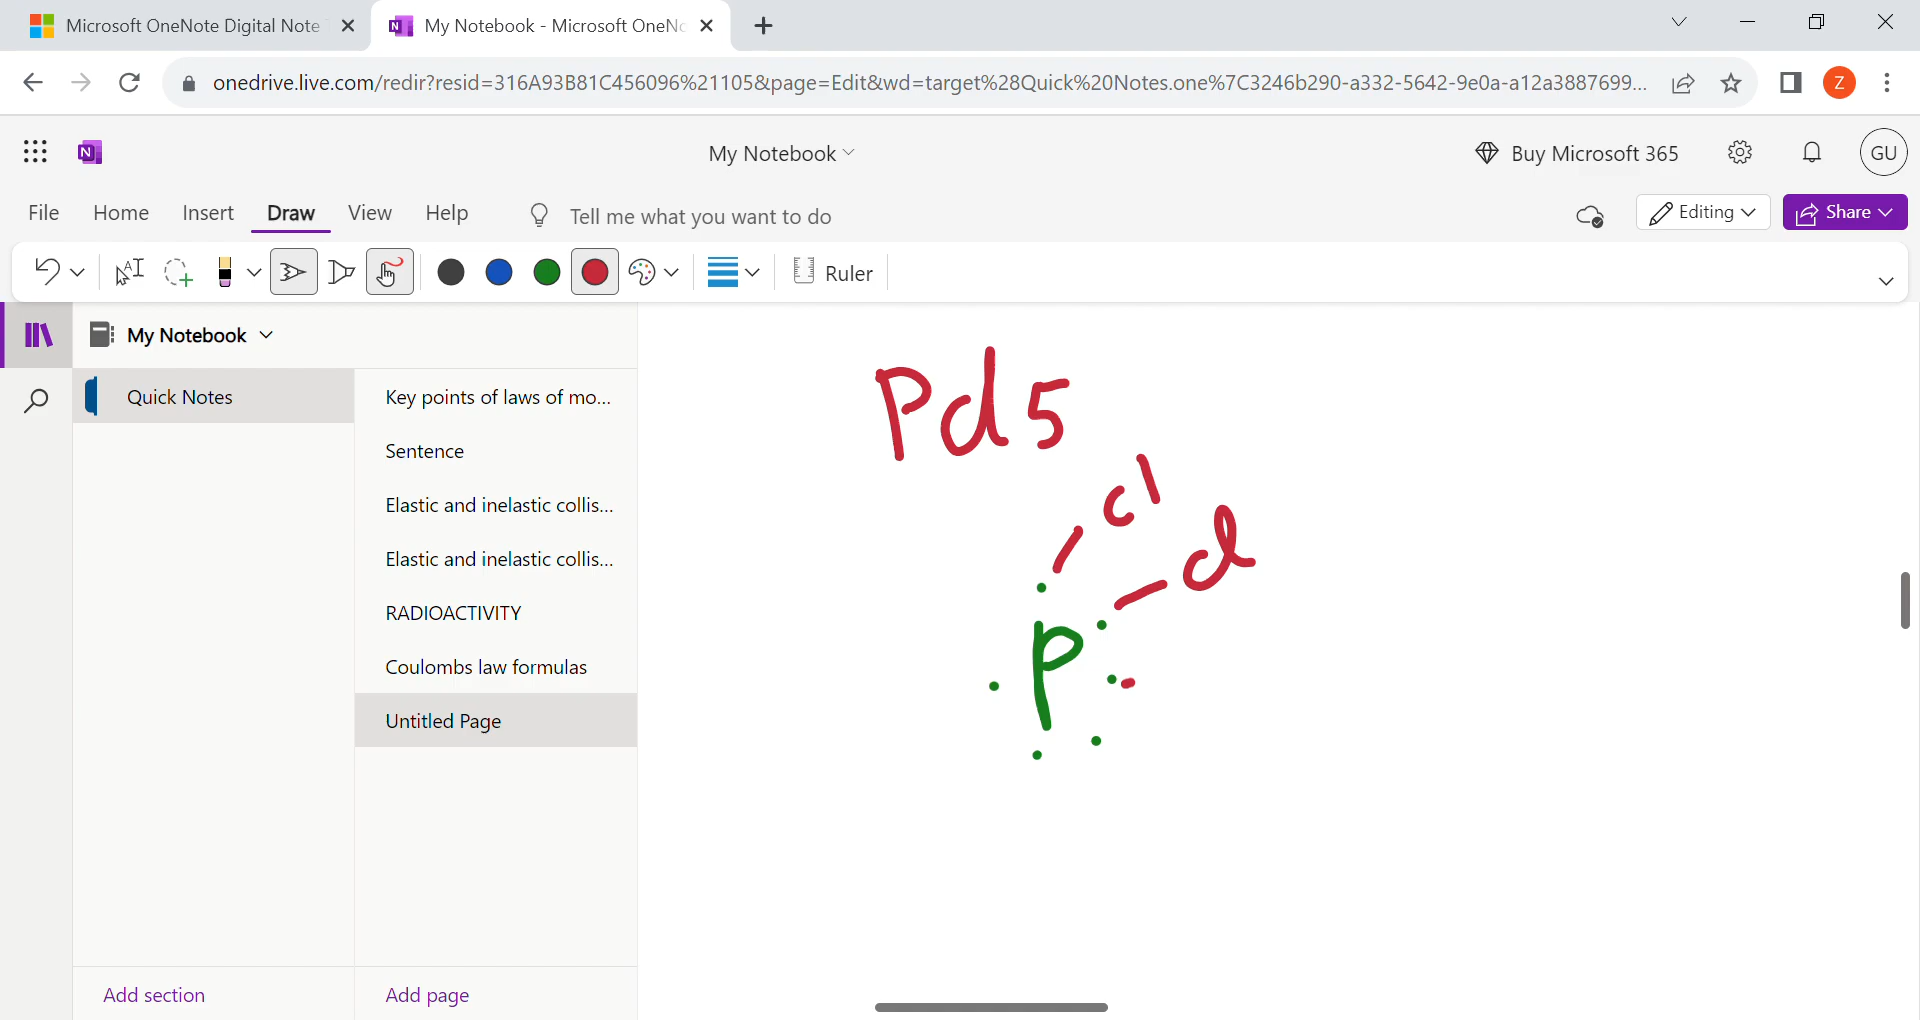 Microsoft OneNote Digital Note
My Notebook - Microsoft OneNo
onedrive.live.com/redir?resid=316A93B81C456096%21105&page=Edit&wd=target%28Quick%20Notes.one%7C3246b290-a332-5642-9e0a-a12a3887699...
Z
N
My Notebook
Buy Microsoft 365
GU
File Home Insert Draw View Help Tell me what you want to do
Editing Share
Ruler
My Notebook
Quick Notes
Key points of laws of mo...
Sentence
Elastic and inelastic collis...
Elastic and inelastic collis...
RADIOACTIVITY
Coulombs law formulas
Untitled Page
Add section
Add page
PCl5
Cl
Cl
P